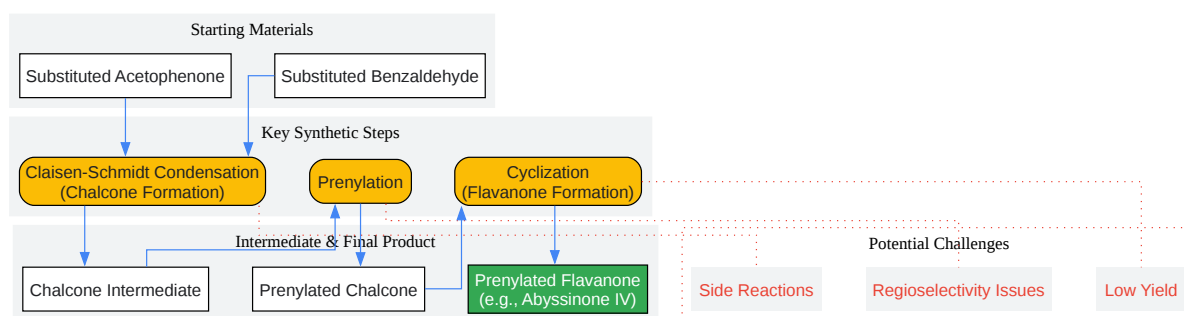 Starting Materials
Substituted Acetophenone
Substituted Benzaldehyde
Key Synthetic Steps
Claisen-Schmidt Condensation
(Chalcone Formation)
Prenylation
Cyclization
(Flavanone Formation)
Intermediate & Final Product
Potential Challenges
Chalcone Intermediate
Prenylated Chalcone
Prenylated Flavanone
(e.g., Abyssinone IV)
Side Reactions
Regioselectivity Issues
Low Yield